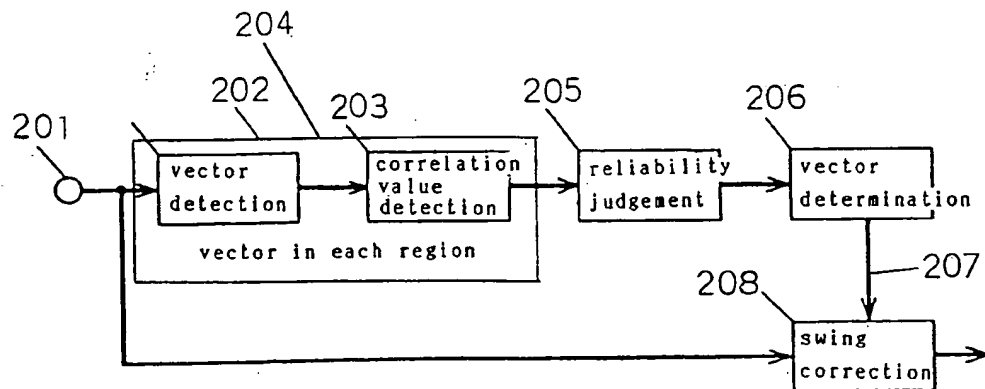 204
202
203
205
206
201
vector
detection
correlation
value
detection
reliability
judgement
vector
determination
vector in each region
207
208
swing
correction